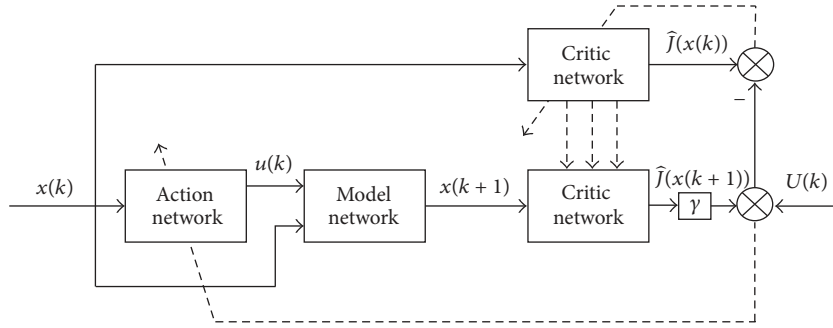 Critic
network
Ĵ(x(k))
−
x(k)
Action
network
u(k)
Model
network
x(k + 1)
Critic
network
Ĵ(x(k + 1))
γ
U(k)